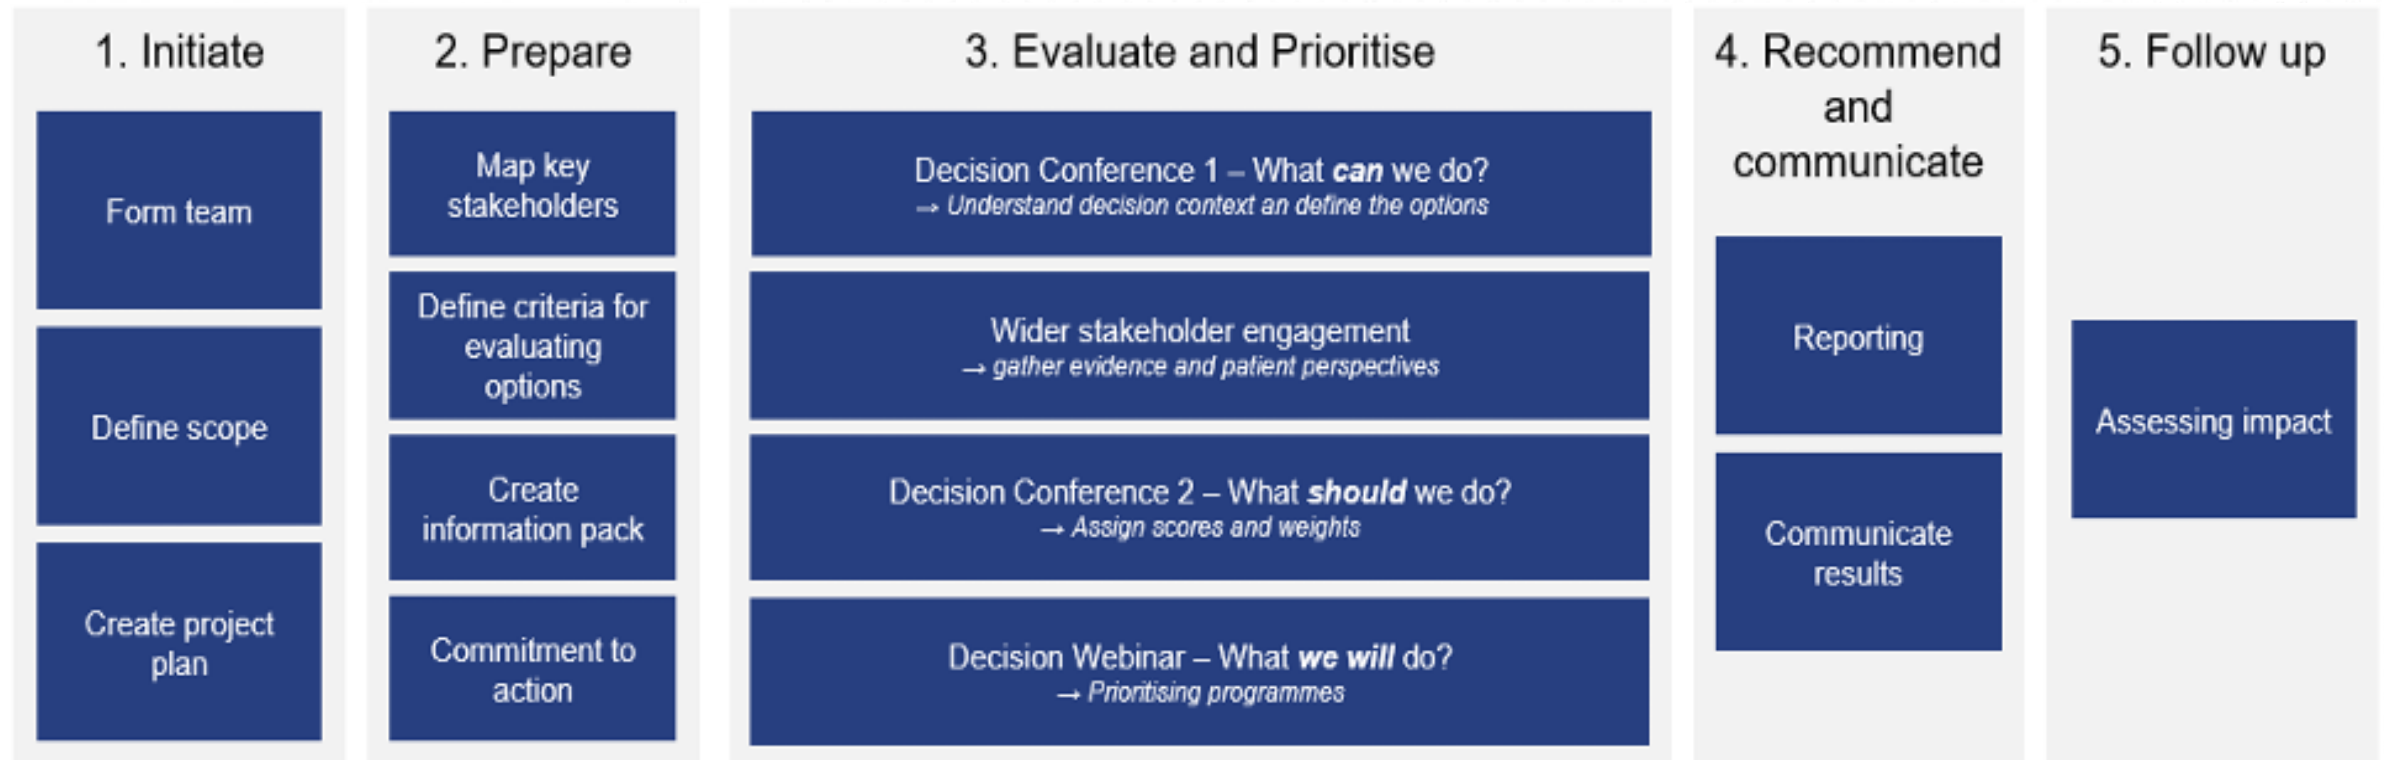 1. Initiate
Form team
Define scope
Create project
plan
2. Prepare
Map key
stakeholders
Define criteria for
evaluating
options
Create
information pack
Commitment to
action
3. Evaluate and Prioritise
Decision Conference 1 – What can we do?
→ Understand decision context an define the options
Wider stakeholder engagement
→ gather evidence and patient perspectives
Decision Conference 2 – What should we do?
→ Assign scores and weights
Decision Webinar – What we will do?
→ Prioritising programmes
4. Recommend
and
communicate
Reporting
Communicate
results
5. Follow up
Assessing impact